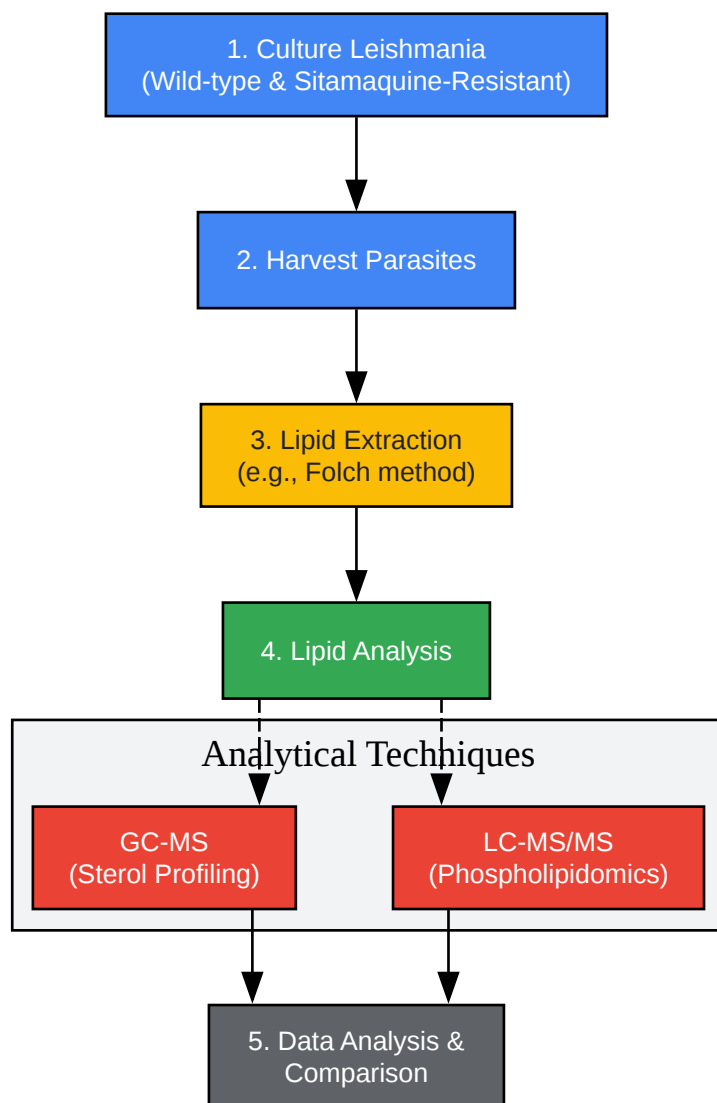 1. Culture Leishmania
(Wild-type & Sitamaquine-Resistant)
2. Harvest Parasites
3. Lipid Extraction
(e.g., Folch method)
4. Lipid Analysis
Analytical Techniques
GC-MS
(Sterol Profiling)
LC-MS/MS
(Phospholipidomics)
5. Data Analysis &
Comparison